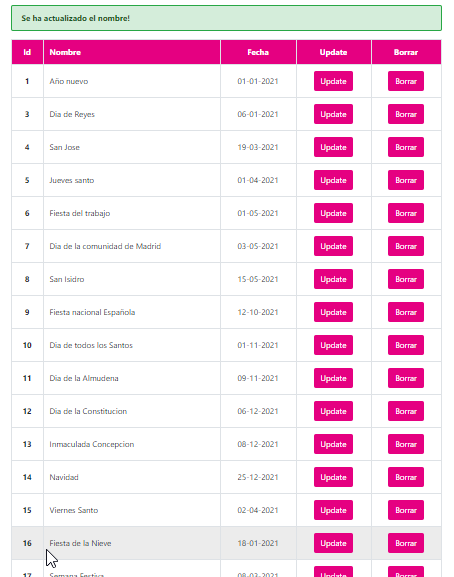 Se ha actualizado el nombre!
Id Nombre Fecha Update Borrar
1 Año nuevo 01-01-2021 Update Borrar
3 Dia de Reyes 06-01-2021 Update Borrar
4 San Jose 19-03-2021 Update Borrar
5 Jueves santo 01-04-2021 Update Borrar
6 Fiesta del trabajo 01-05-2021 Update Borrar
7 Dia de la comunidad de Madrid 03-05-2021 Update Borrar
8 San Isidro 15-05-2021 Update Borrar
9 Fiesta nacional Española 12-10-2021 Update Borrar
10 Dia de todos los Santos 01-11-2021 Update Borrar
11 Dia de la Almudena 09-11-2021 Update Borrar
12 Dia de la Constitucion 06-12-2021 Update Borrar
13 Inmaculada Concepcion 08-12-2021 Update Borrar
14 Navidad 25-12-2021 Update Borrar
15 Viernes Santo 02-04-2021 Update Borrar
16 Fiesta de la Nieve 18-01-2021 Update Borrar
17 Semana Festiva 08-03-2021 Update Borrar